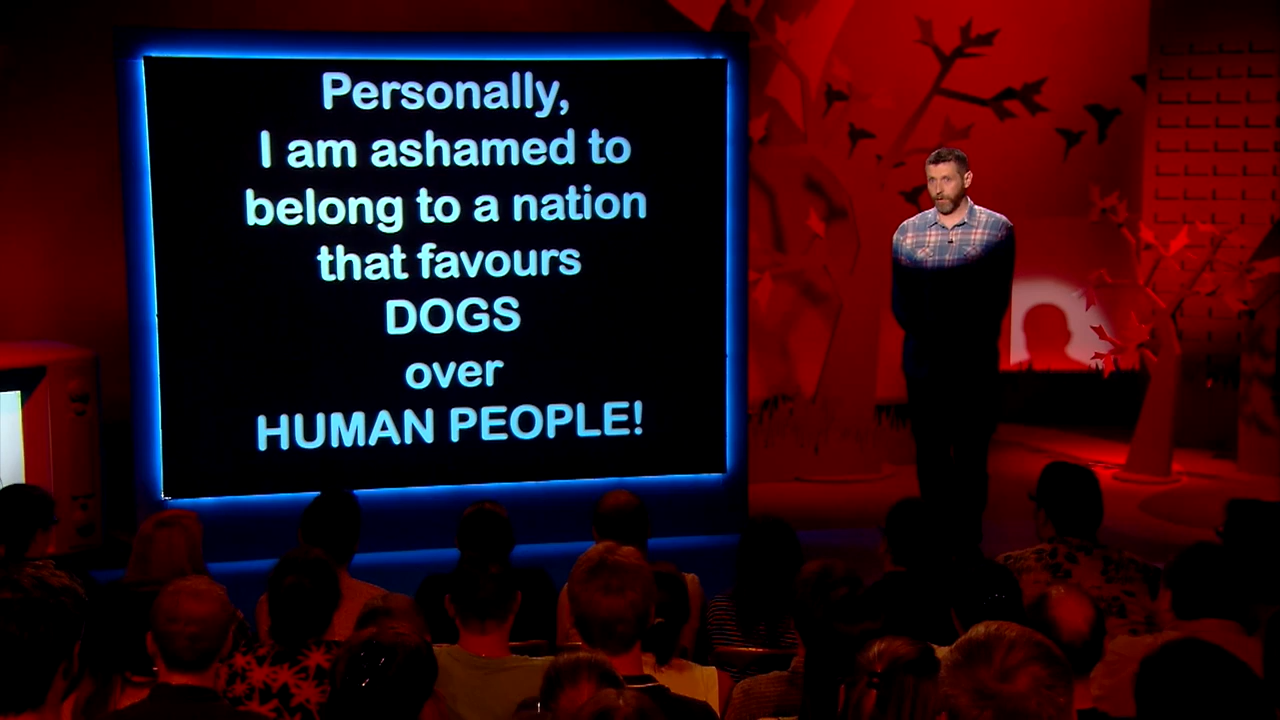 Personally,
I am ashamed to
belong to a nation
that favours
DOGS
over
HUMAN PEOPLE!